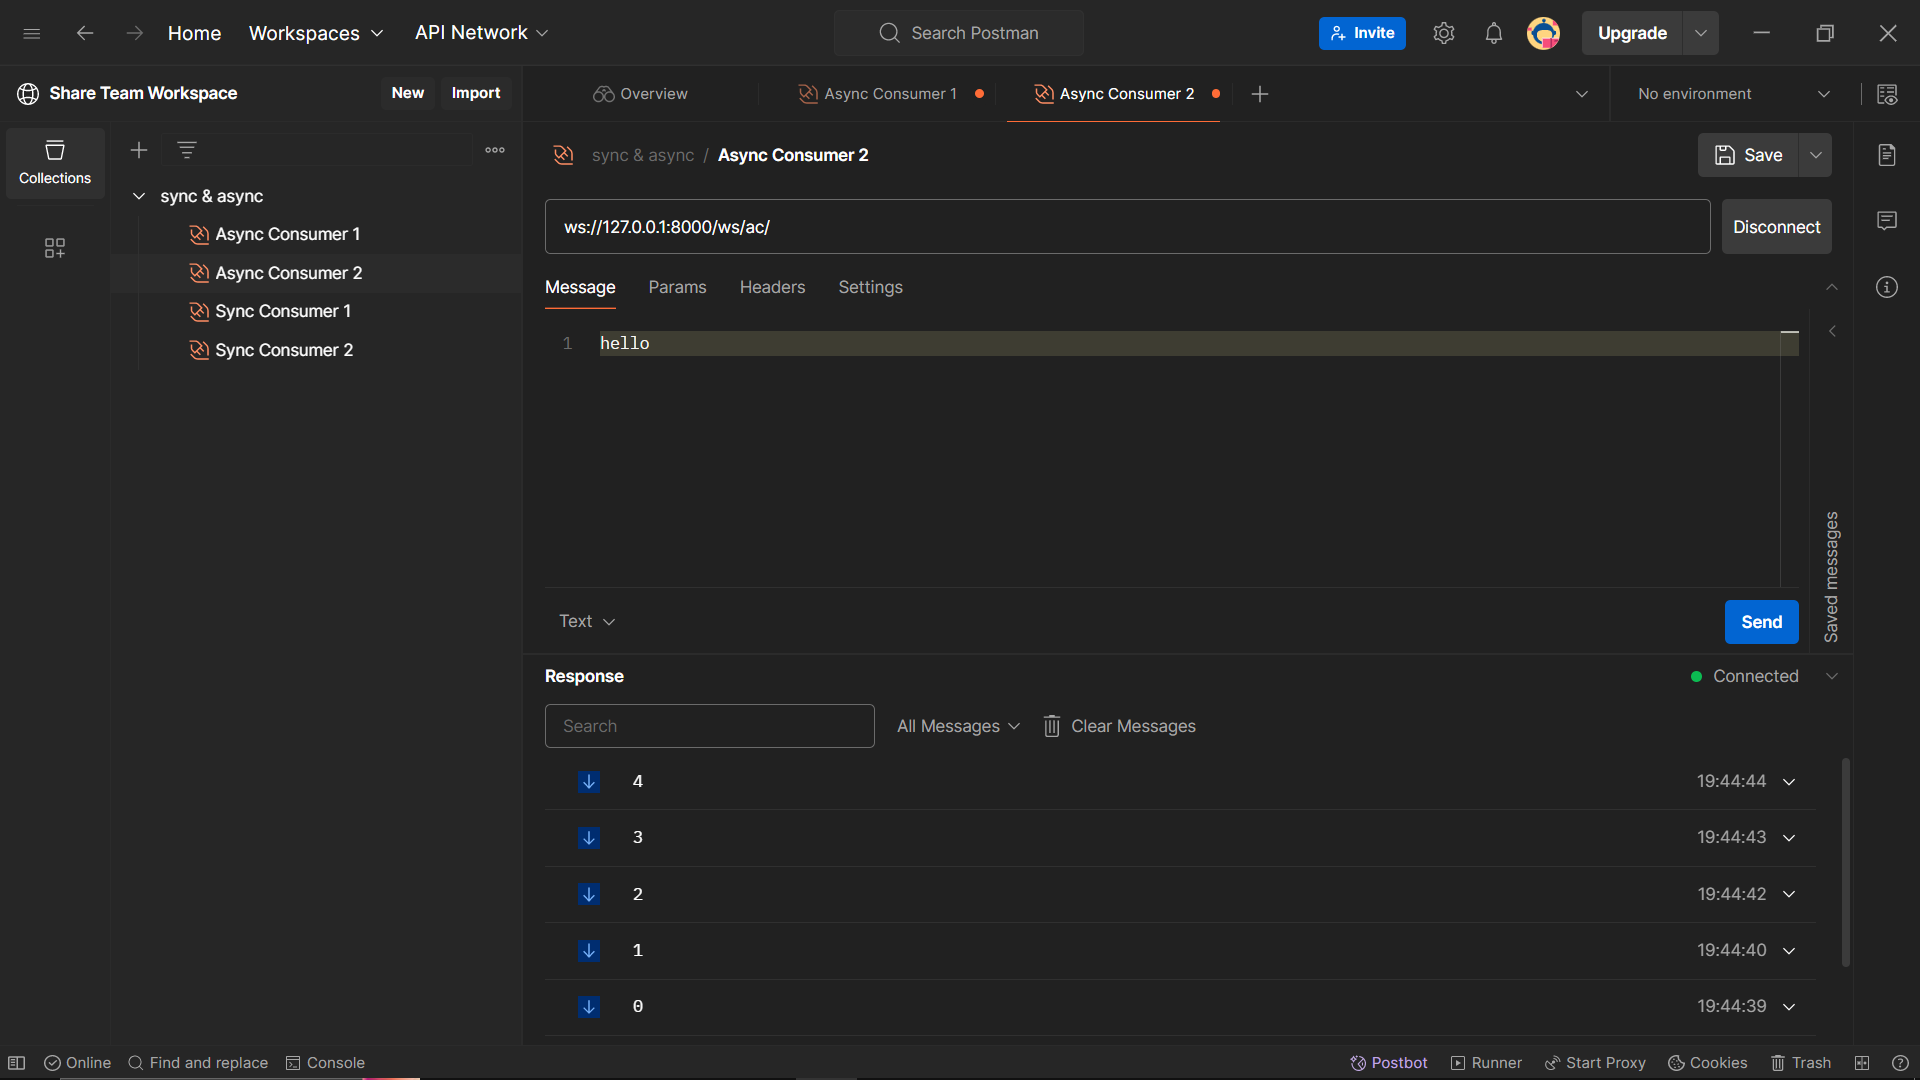 Home
Workspaces
API Network
Search Postman
Invite
Upgrade
Share Team Workspace
New
Import
Overview
Async Consumer 1
Async Consumer 2
No environment
Collections
sync & async
Async Consumer 1
Async Consumer 2
Sync Consumer 1
Sync Consumer 2
sync & async / Async Consumer 2
Save
ws://127.0.0.1:8000/ws/ac/
Disconnect
Message
Params
Headers
Settings
1 hello
Saved messages
Text
Send
Response
Connected
Search
All Messages
Clear Messages
4 19:44:44
3 19:44:43
2 19:44:42
1 19:44:40
0 19:44:39
Online
Find and replace
Console
Postbot
Runner
Start Proxy
Cookies
Trash